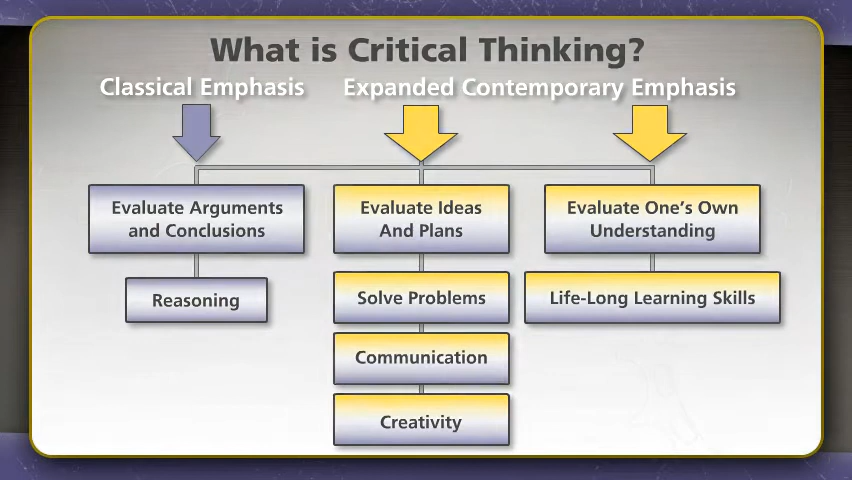 What is Critical Thinking?
Classical Emphasis
Expanded Contemporary Emphasis
Evaluate Arguments
and Conclusions
Reasoning
Evaluate Ideas
And Plans
Solve Problems
Communication
Creativity
Evaluate One's Own
Understanding
Life-Long Learning Skills